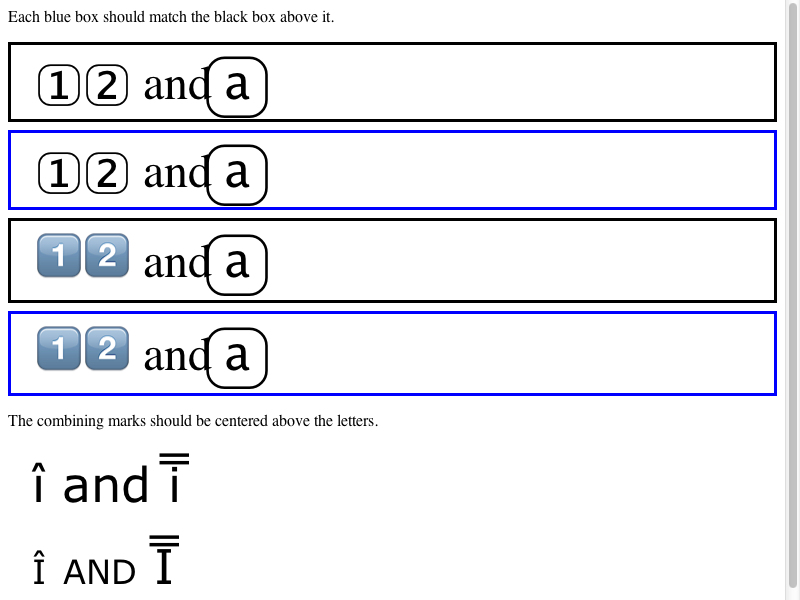 Each blue box should match the black box above it.
1⃣2⃣ and a⃣
1⃣2⃣ and a⃣
1️⃣2️⃣ and a⃣
1️⃣2️⃣ and a⃣
The combining marks should be centered above the letters.
î and i̿
Î AND I̿